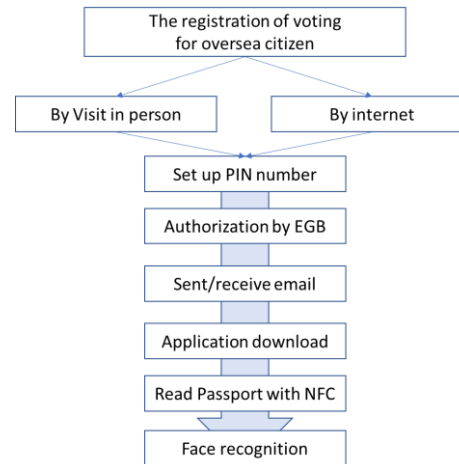 The registration of voting
for oversea citizen
By Visit in person
By internet
Set up PIN number
Authorization by EGB
Sent/receive email
Application download
Read Passport with NFC
Face recognition